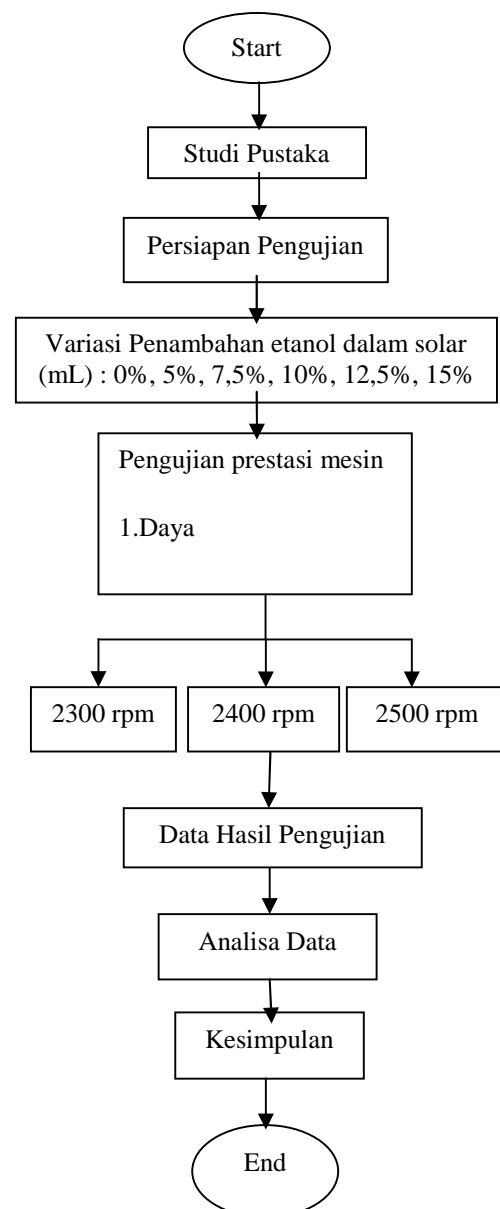 Start
Studi Pustaka
Persiapan Pengujian
Variasi Penambahan etanol dalam solar
(mL) : 0%, 5%, 7,5%, 10%, 12,5%, 15%
Pengujian prestasi mesin
1.Daya
2300 rpm
2400 rpm
2500 rpm
Data Hasil Pengujian
Analisa Data
Kesimpulan
End